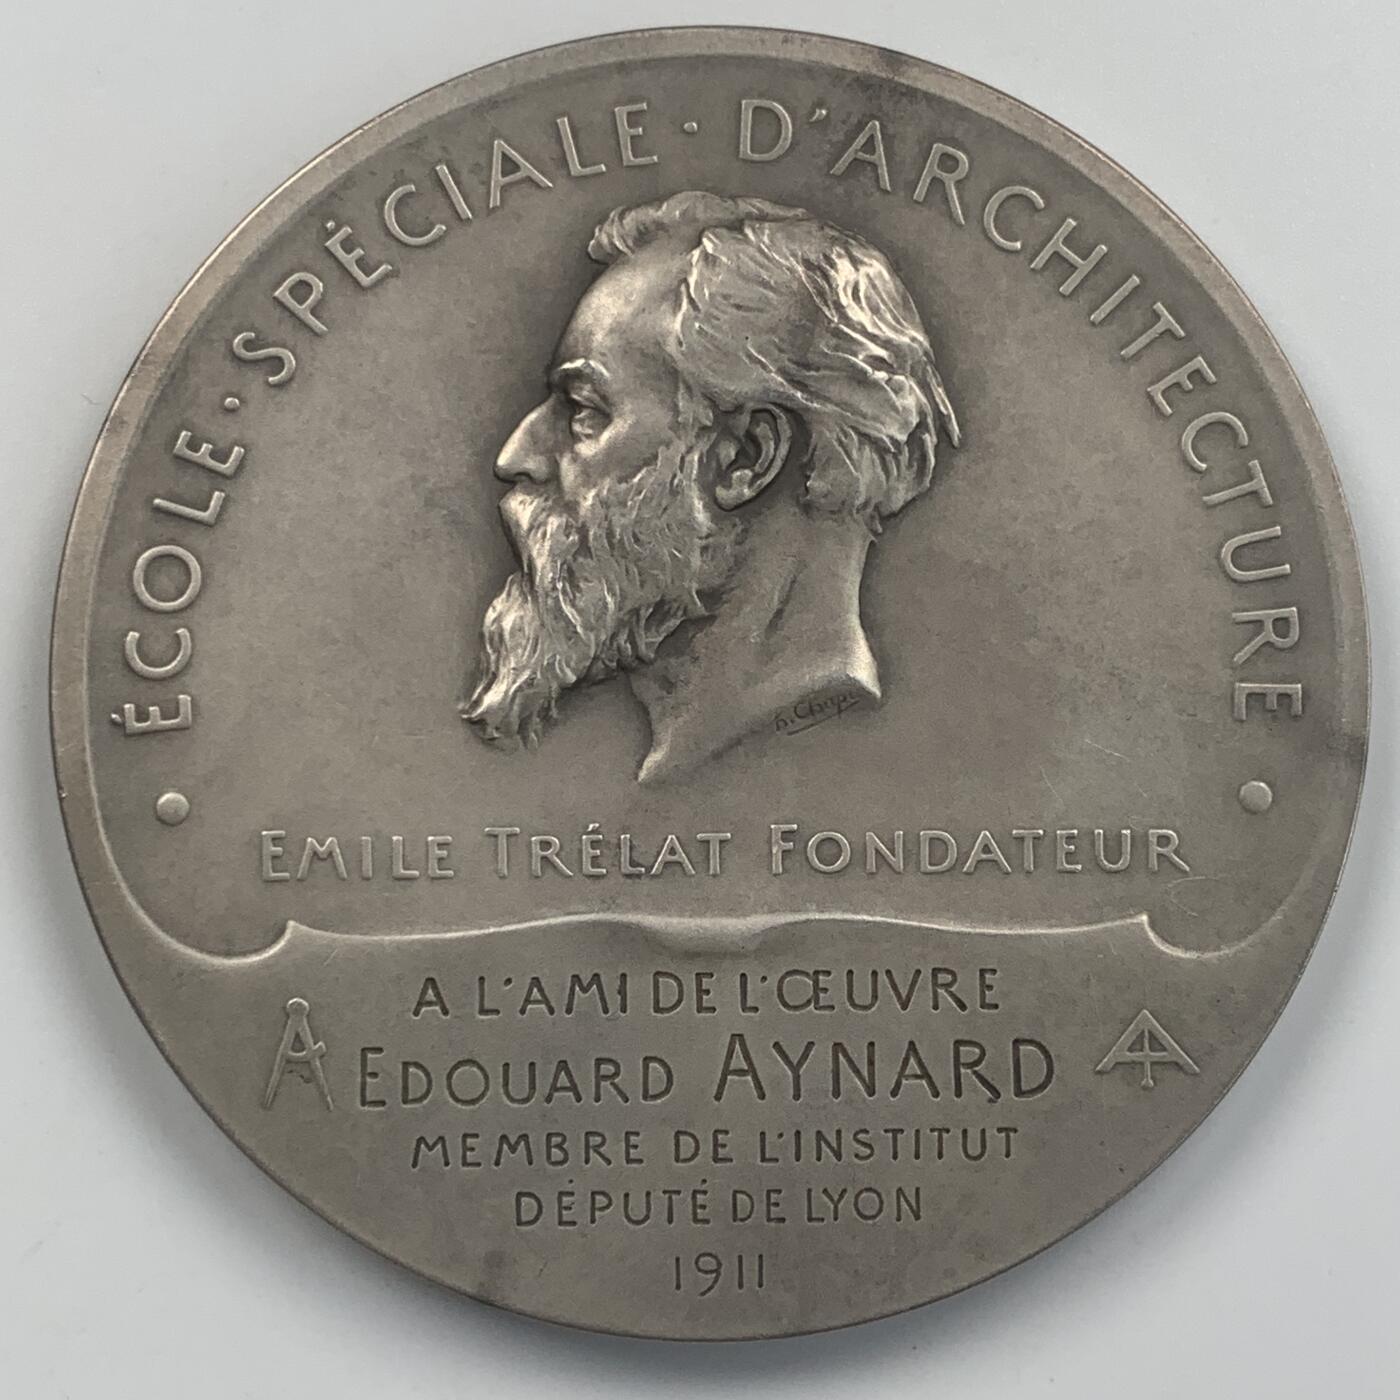 ÉCOLE · SPÉCIALE · D'ARCHITECTURE
EMILE TRÉLAT FONDATEUR
A L'AMI DE L'ŒUVRE
EDOUARD AYNARD
MEMBRE DE L'INSTITUT
DÉPUTÉ DE LYON
1911